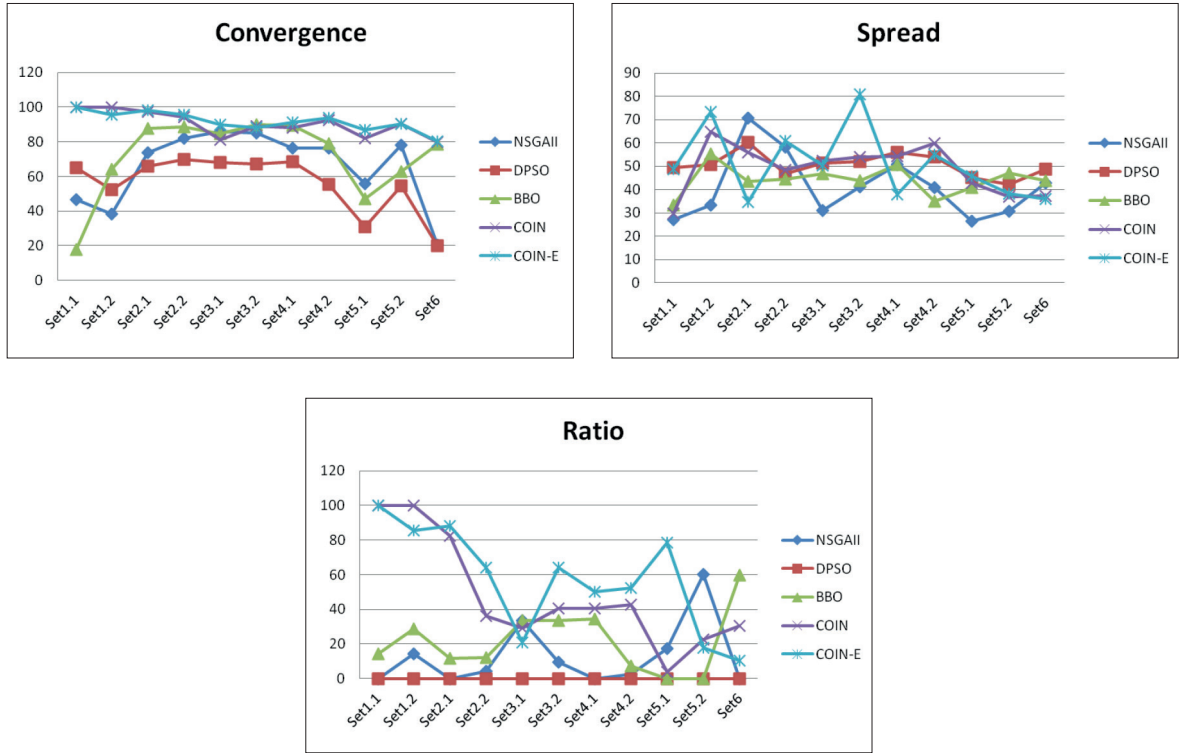 Convergence
120
100
80
60
40
20
0
Set1.1 Set1.2 Set2.1 Set2.2 Set3.1 Set3.2 Set4.1 Set4.2 Set5.1 Set5.2 Set6
NSGAII
DPSO
BBO
COIN
COIN-E
Spread
90
80
70
60
50
40
30
20
10
0
Set1.1 Set1.2 Set2.1 Set2.2 Set3.1 Set3.2 Set4.1 Set4.2 Set5.1 Set5.2 Set6
NSGAII
DPSO
BBO
COIN
COIN-E
Ratio
120
100
80
60
40
20
0
Set1.1 Set1.2 Set2.1 Set2.2 Set3.1 Set3.2 Set4.1 Set4.2 Set5.1 Set5.2 Set6
NSGAII
DPSO
BBO
COIN
COIN-E